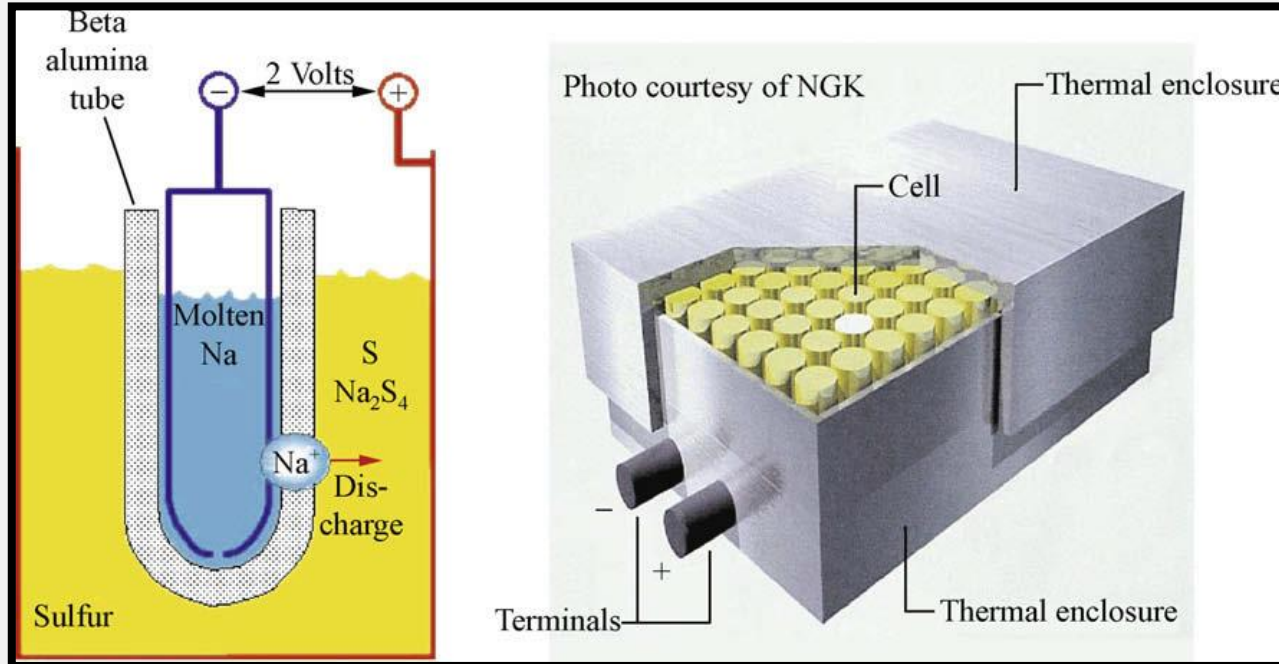 Beta
alumina
tube
−
2 Volts
+
Molten
Na
S
Na₂S₄
Na⁺
Dis-
charge
Sulfur
Photo courtesy of NGK
Thermal enclosure
Cell
−
+
Terminals
Thermal enclosure